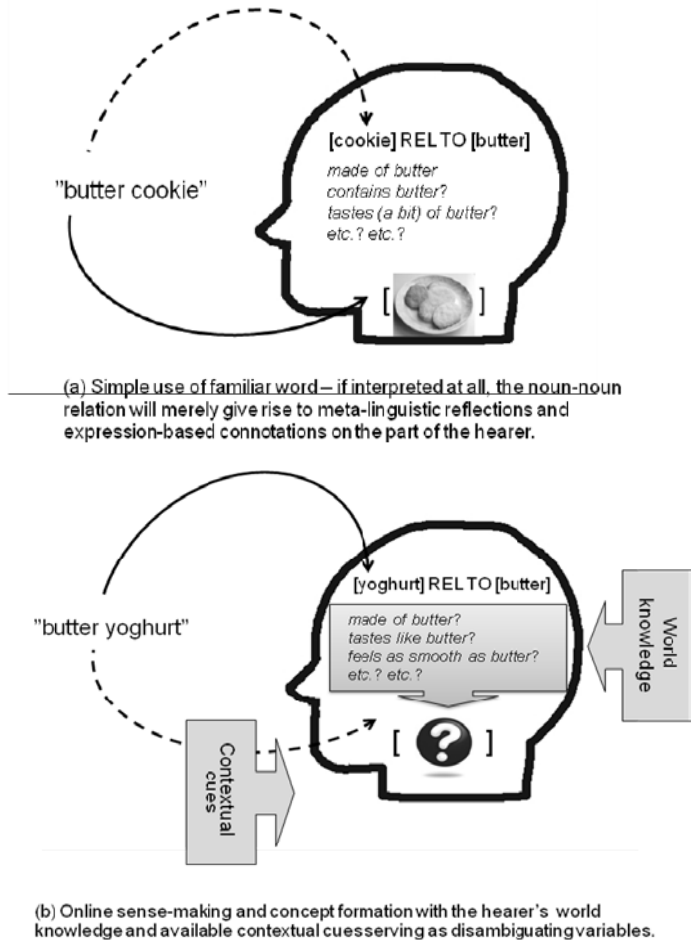 [cookie] REL TO [butter]
made of butter
contains butter?
tastes (a bit) of butter?
etc.? etc.?
"butter cookie"
[ ]
(a) Simple use of familiar word – if interpreted at all, the noun-noun
relation will merely give rise to meta-linguistic reflections and
expression-based connotations on the part of the hearer.
[yoghurt] REL TO [butter]
"butter yoghurt"
made of butter?
tastes like butter?
feels as smooth as butter?
etc.? etc.?
World
knowledge
[ ? ]
Contextual
cues
(b) Online sense-making and concept formation with the hearer's world
knowledge and available contextual cuesserving as disambiguating variables.